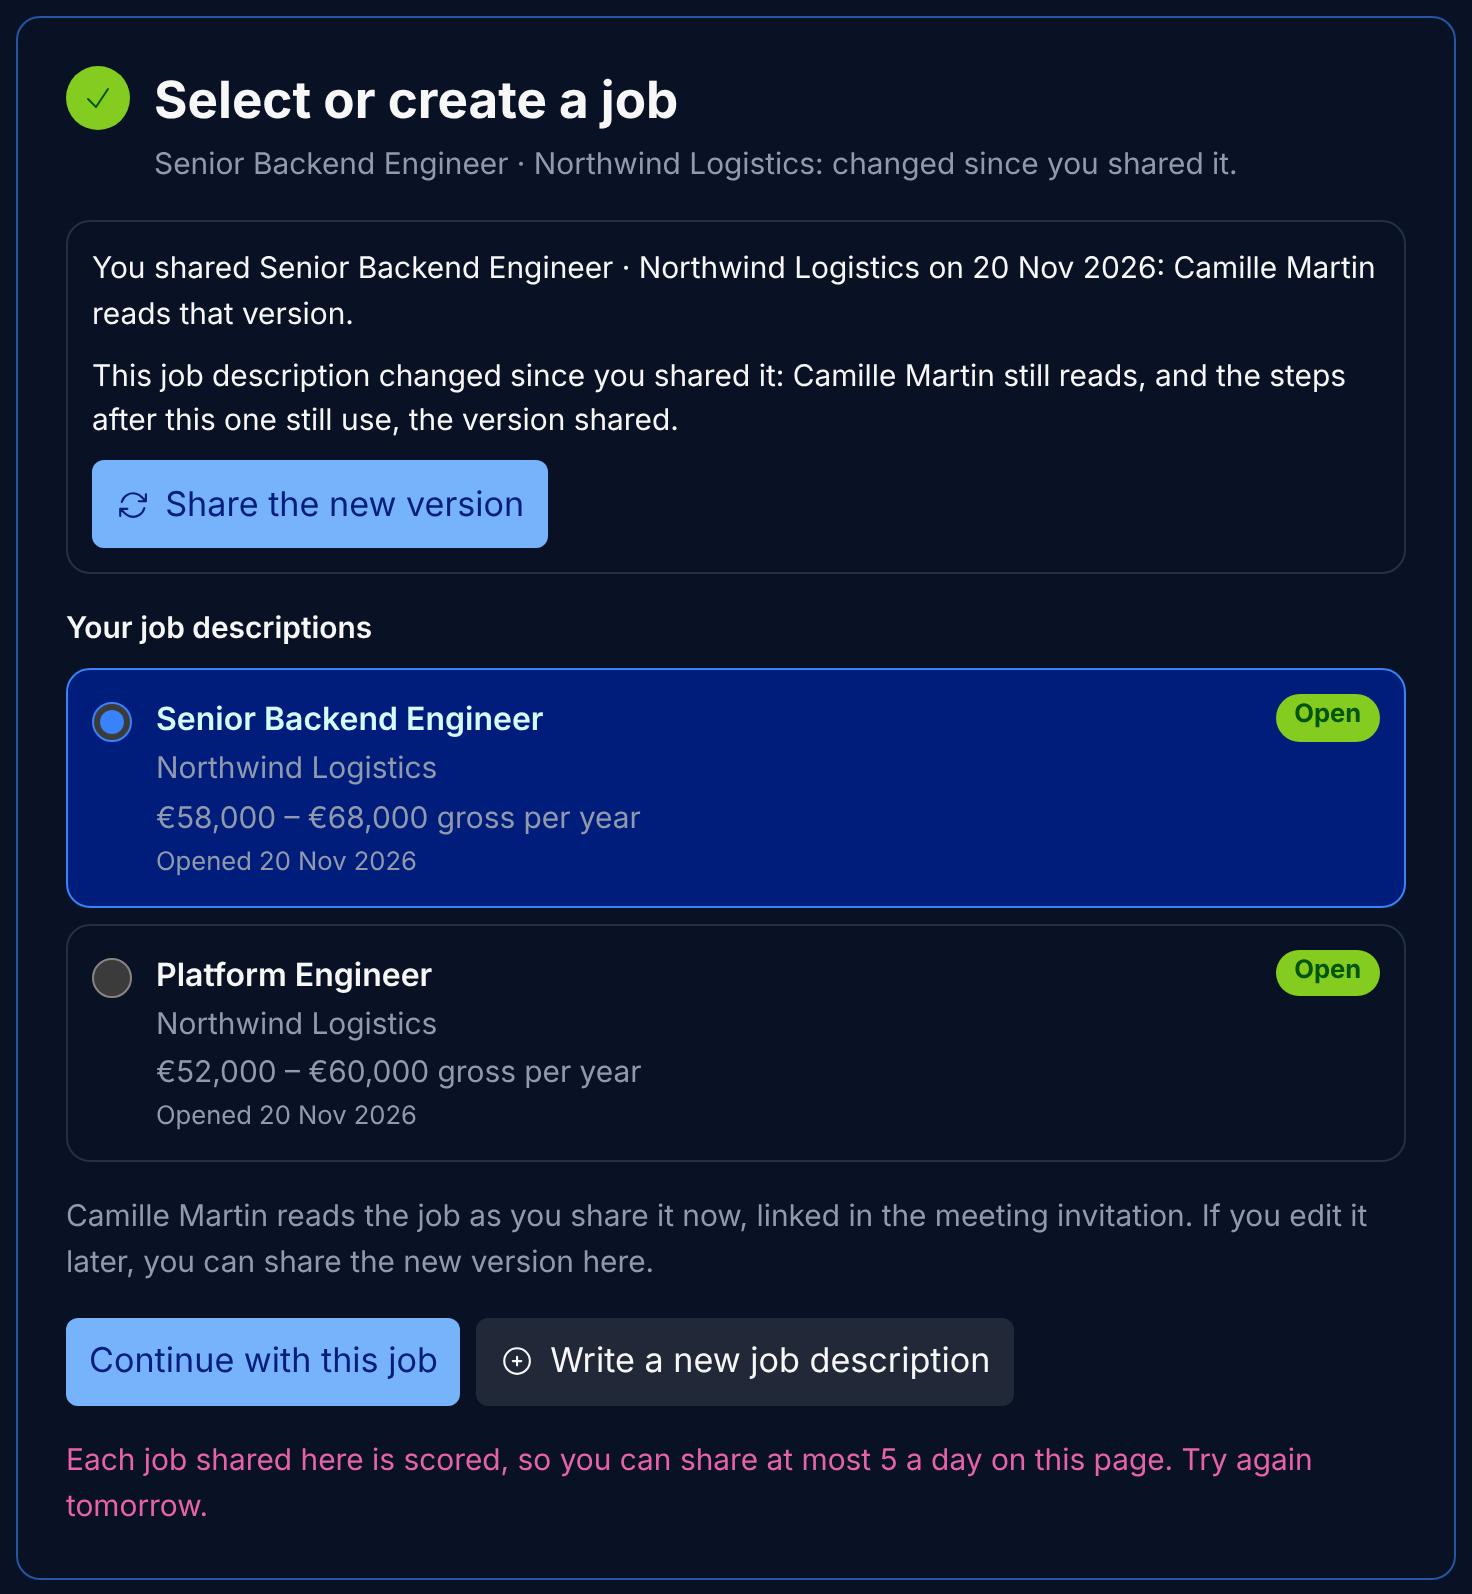 Select or create a job
Senior Backend Engineer · Northwind Logistics: changed since you shared it.
You shared Senior Backend Engineer · Northwind Logistics on 20 Nov 2026: Camille Martin
reads that version.
This job description changed since you shared it: Camille Martin still reads, and the steps
after this one still use, the version shared.
Share the new version
Your job descriptions
Senior Backend Engineer
Open
Northwind Logistics
€58,000 – €68,000 gross per year
Opened 20 Nov 2026
Platform Engineer
Open
Northwind Logistics
€52,000 – €60,000 gross per year
Opened 20 Nov 2026
Camille Martin reads the job as you share it now, linked in the meeting invitation. If you edit it
later, you can share the new version here.
Continue with this job
Write a new job description
Each job shared here is scored, so you can share at most 5 a day on this page. Try again
tomorrow.